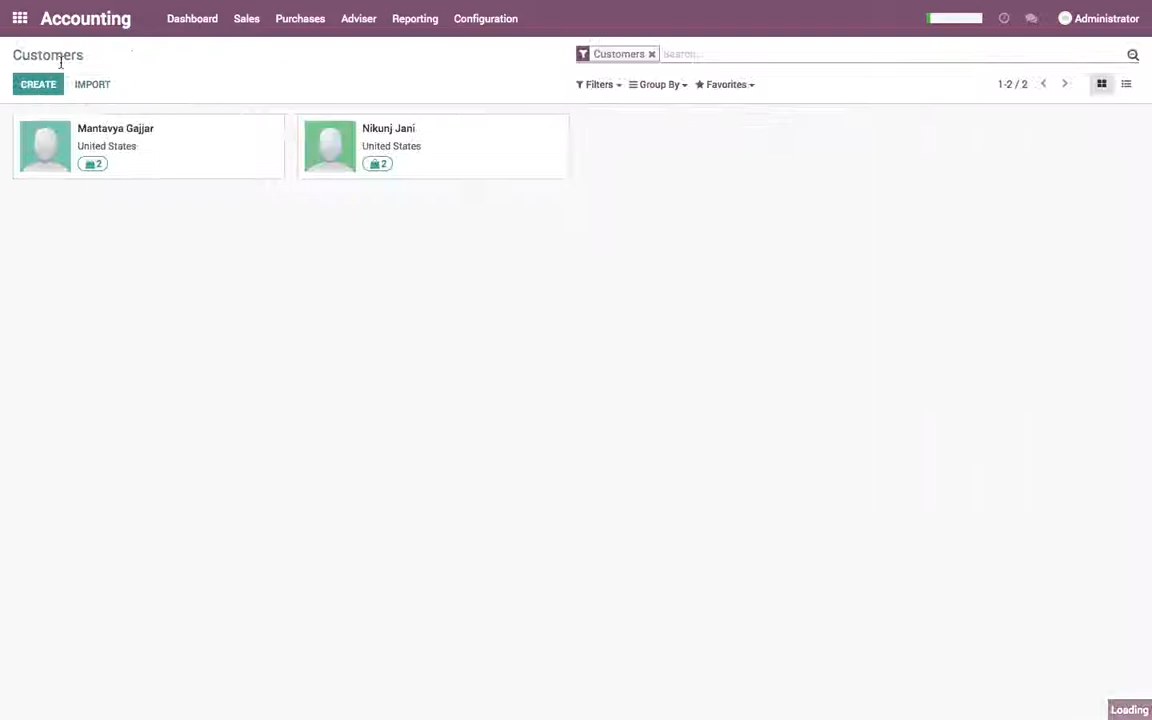 Accounting Dashboard Sales Purchases Adviser Reporting Configuration Administrator
Customers
Customers Search...
CREATE IMPORT
Filters Group By Favorites 1-2 / 2
Mantavya Gajjar
United States
2
Nikunj Jani
United States
2
Loading